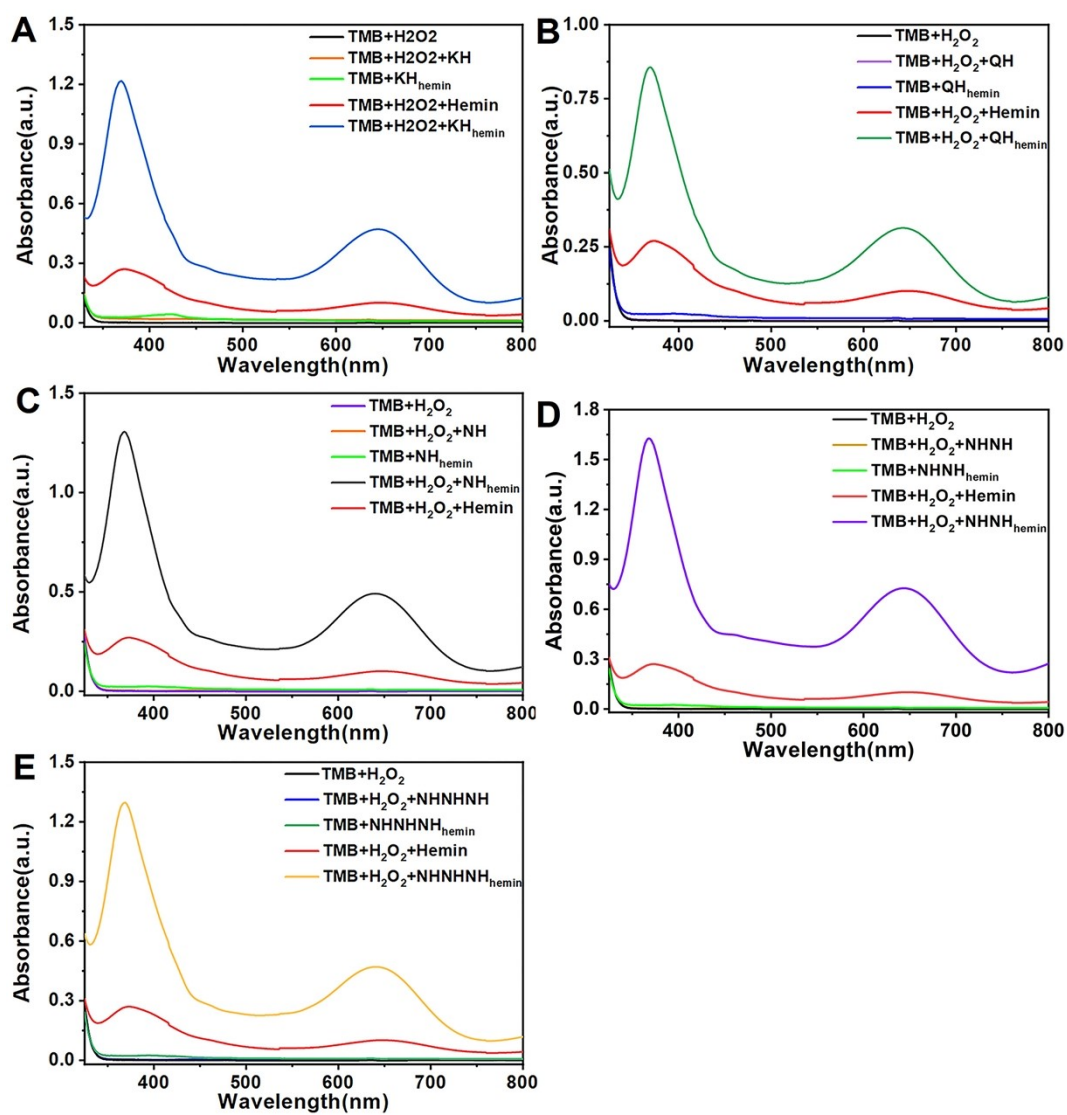 A
Absorbance(a.u.)
1.5
1.2
0.9
0.6
0.3
0.0
TMB+H2O2
TMB+H2O2+KH
TMB+KHhemin
TMB+H2O2+Hemin
TMB+H2O2+KHhemin
400 500 600 700 800
Wavelength(nm)
B
Absorbance(a.u.)
1.00
0.75
0.50
0.25
0.00
TMB+H₂O₂
TMB+H₂O₂+QH
TMB+QHhemin
TMB+H₂O₂+Hemin
TMB+H₂O₂+QHhemin
400 500 600 700 800
Wavelength(nm)
C
Absorbance(a.u.)
1.5
1.0
0.5
0.0
TMB+H₂O₂
TMB+H₂O₂+NH
TMB+NHhemin
TMB+H₂O₂+NHhemin
TMB+H₂O₂+Hemin
400 500 600 700 800
Wavelength(nm)
D
Absorbance(a.u.)
1.8
1.5
1.2
0.9
0.6
0.3
0.0
TMB+H₂O₂
TMB+H₂O₂+NHNH
TMB+NHNHhemin
TMB+H₂O₂+Hemin
TMB+H₂O₂+NHNHhemin
400 500 600 700 800
Wavelength(nm)
E
Absorbance(a.u.)
1.5
1.2
0.9
0.6
0.3
0.0
TMB+H₂O₂
TMB+H₂O₂+NHNHNH
TMB+NHNHNHhemin
TMB+H₂O₂+Hemin
TMB+H₂O₂+NHNHNHhemin
400 500 600 700 800
Wavelength(nm)